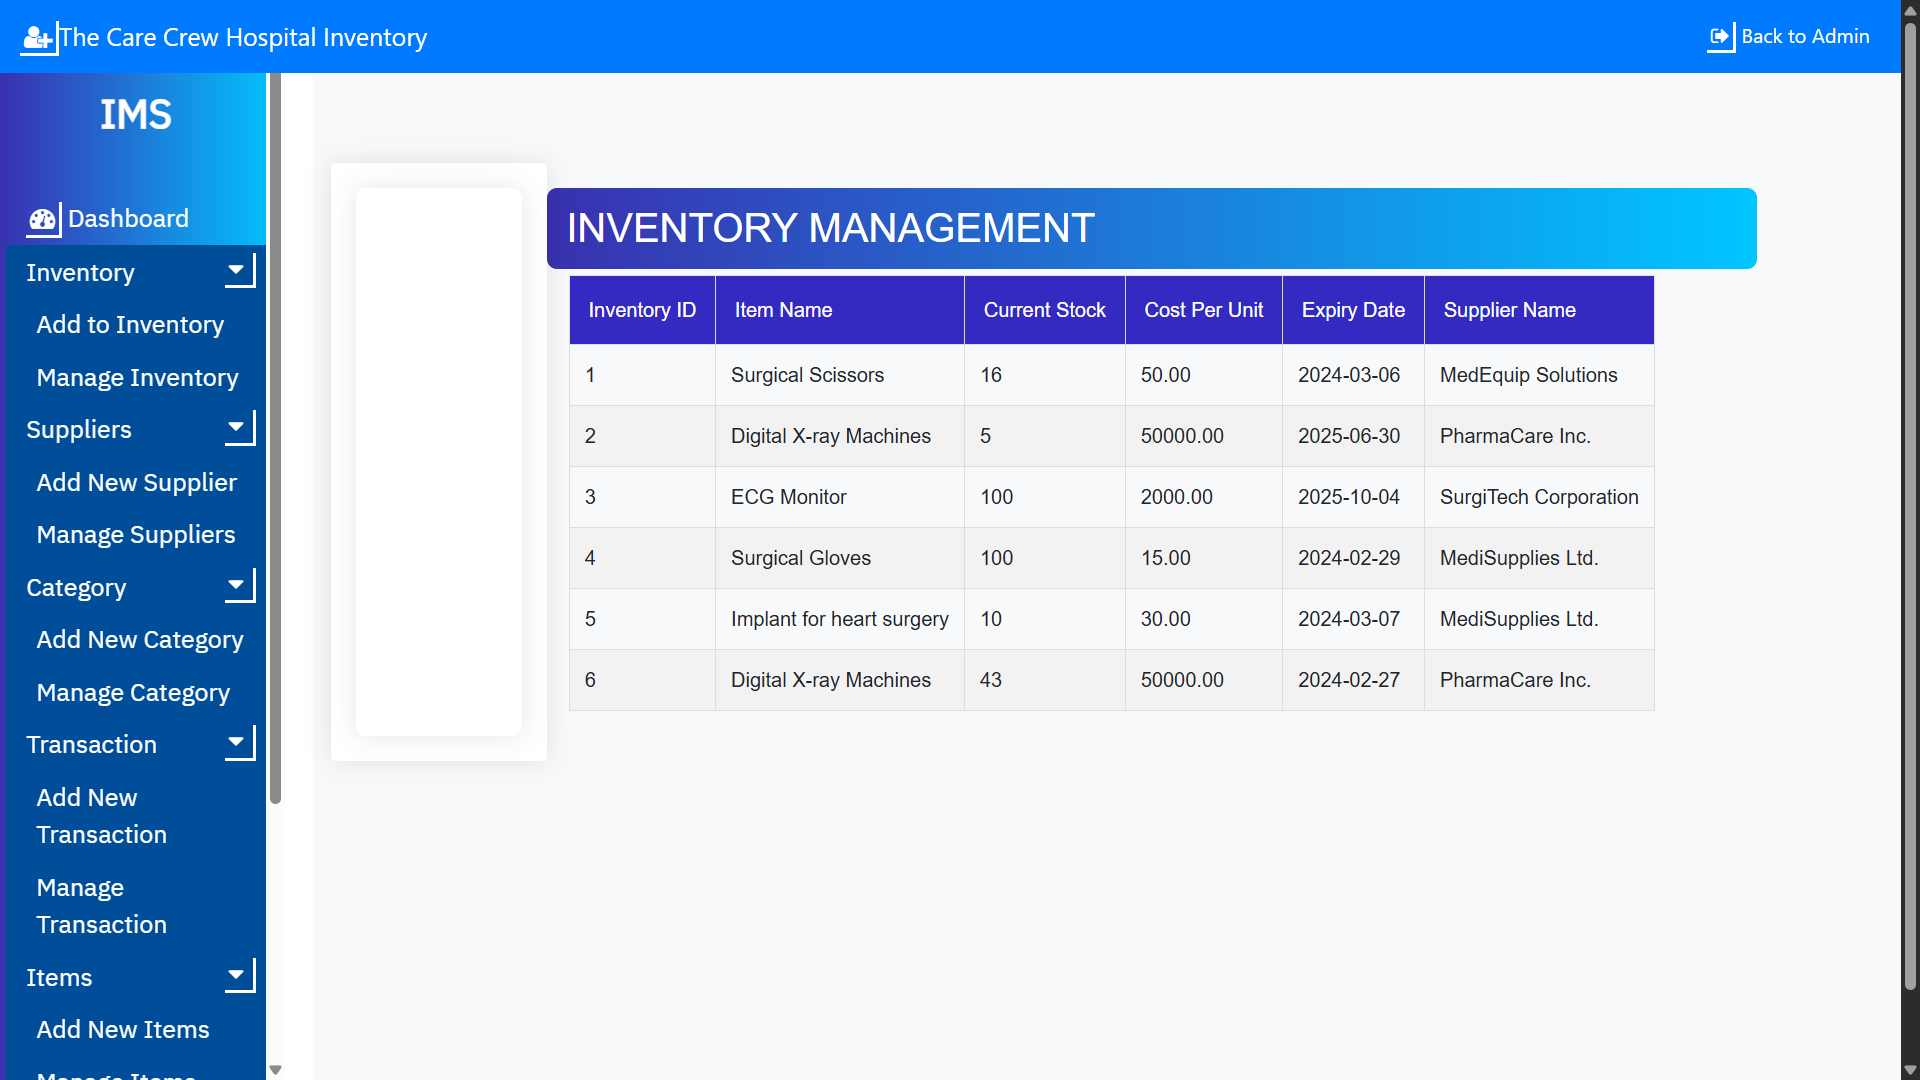 The Care Crew Hospital Inventory
Back to Admin
IMS
Dashboard
Inventory
Add to Inventory
Manage Inventory
Suppliers
Add New Supplier
Manage Suppliers
Category
Add New Category
Manage Category
Transaction
Add New
Transaction
Manage
Transaction
Items
Add New Items
Manage Items
INVENTORY MANAGEMENT
Inventory ID Item Name Current Stock Cost Per Unit Expiry Date Supplier Name
1 Surgical Scissors 16 50.00 2024-03-06 MedEquip Solutions
2 Digital X-ray Machines 5 50000.00 2025-06-30 PharmaCare Inc.
3 ECG Monitor 100 2000.00 2025-10-04 SurgiTech Corporation
4 Surgical Gloves 100 15.00 2024-02-29 MediSupplies Ltd.
5 Implant for heart surgery 10 30.00 2024-03-07 MediSupplies Ltd.
6 Digital X-ray Machines 43 50000.00 2024-02-27 PharmaCare Inc.